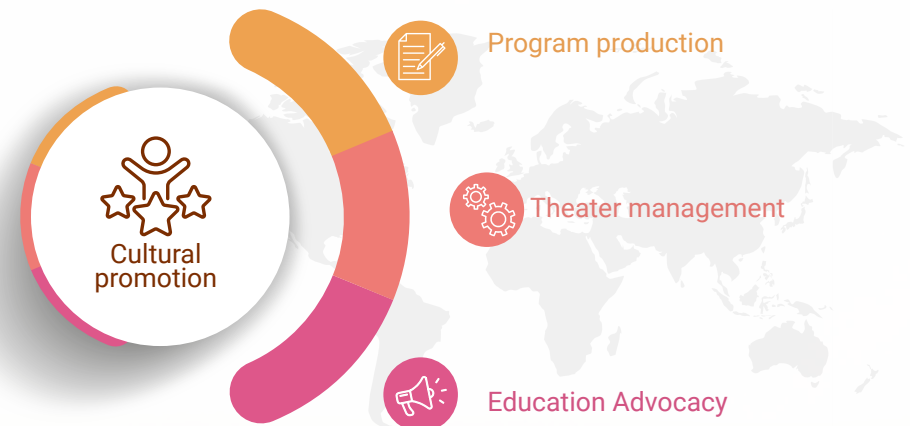 Program production
Theater management
Cultural
promotion
Education Advocacy